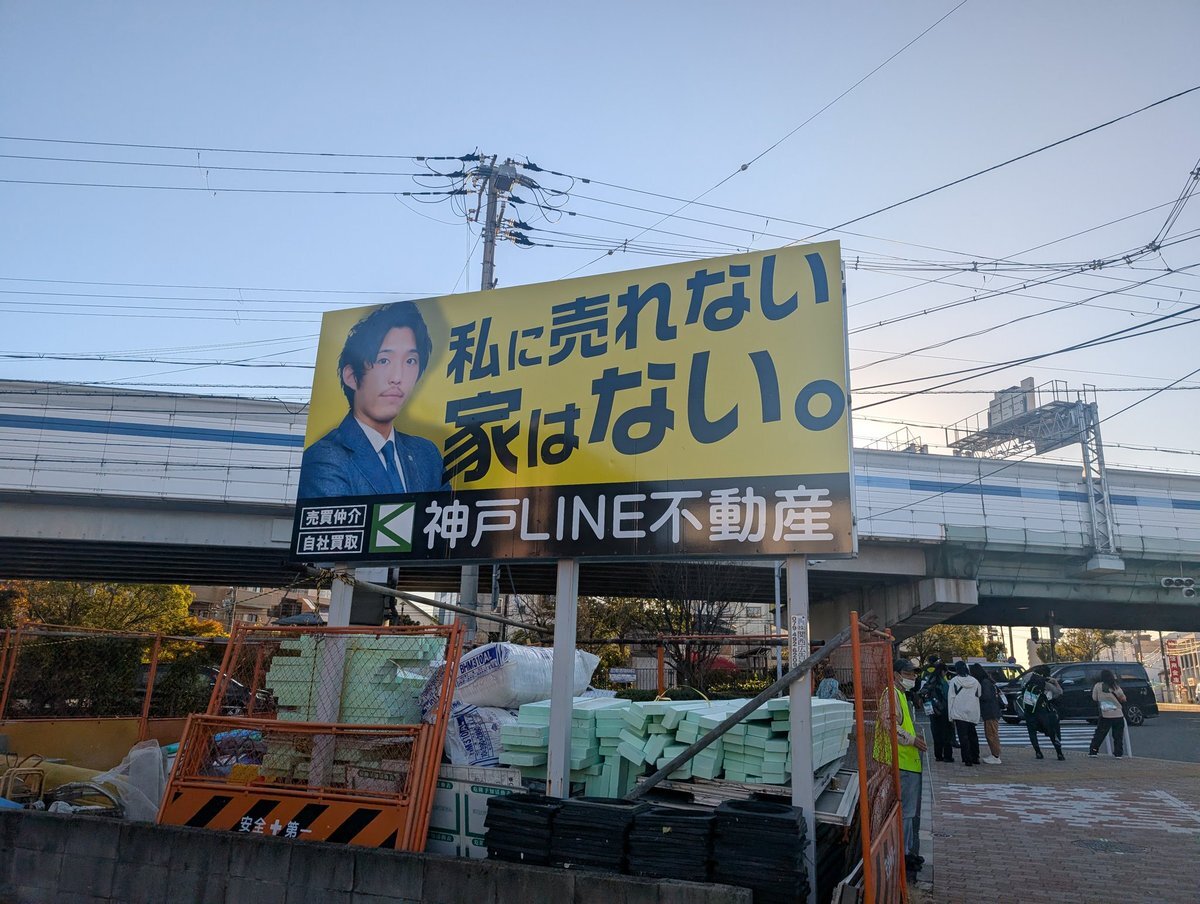 私に売れない
家はない。
売買仲介
自社買取
神戸LINE不動産
安全第一